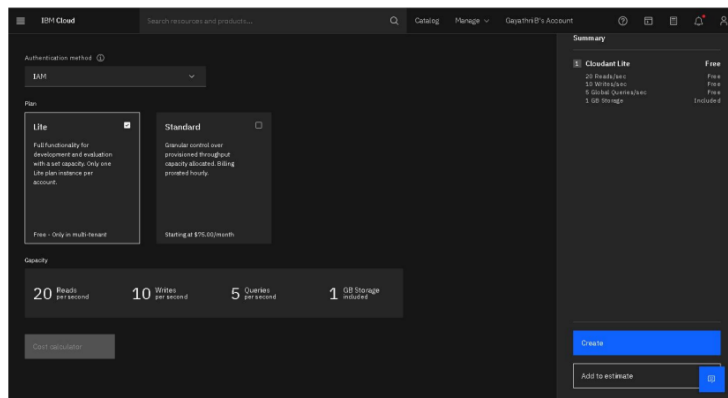 IBM Cloud
Search resources and products...
Catalog
Manage
Gayathri B's Account
Authentication method
IAM
Plan
Lite
Full functionality for
development and evaluation
with a set capacity. Only one
Lite plan instance per
account.
Free - Only in multi-tenant
Standard
Granular control over
provisioned throughput
capacity allocated. Billing
prorated hourly.
Starting at $75.00/month
Capacity
20 Reads per second
10 Writes per second
5 Queries per second
1 GB Storage included
Cost calculator
Summary
1 Cloudant Lite Free
20 Reads/sec Free
10 Writes/sec Free
5 Global Queries/sec Free
1 GB Storage Included
Create
Add to estimate